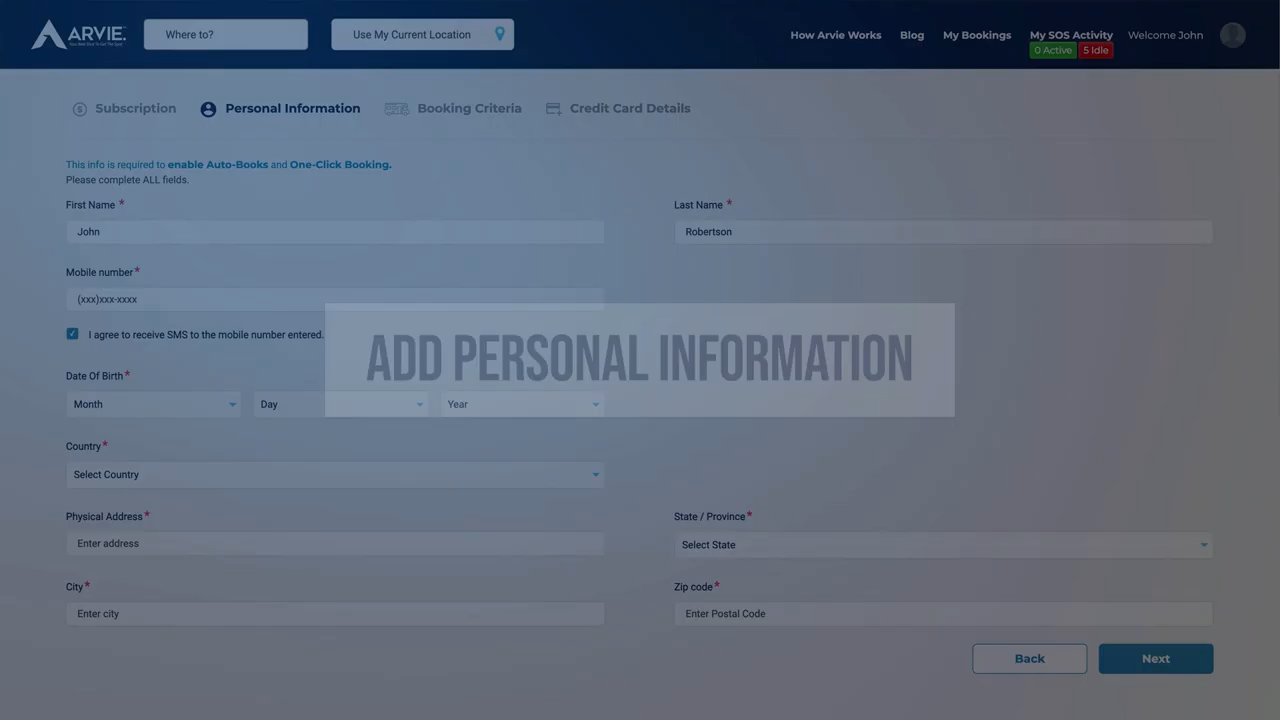 ARVIE
Where to?
Use My Current Location
How Arvie Works
Blog
My Bookings
My SOS Activity
0 Active
5 Idle
Welcome John
Subscription
Personal Information
Booking Criteria
Credit Card Details
This info is required to enable Auto-Books and One-Click Booking.
Please complete ALL fields.
First Name *
Last Name *
John
Robertson
Mobile number*
(xxx)xxx-xxxx
I agree to receive SMS to the mobile number entered.
ADD PERSONAL INFORMATION
Date Of Birth*
Month
Day
Year
Country*
Select Country
Physical Address*
State / Province*
Enter address
Select State
City*
Zip code*
Enter city
Enter Postal Code
Back
Next